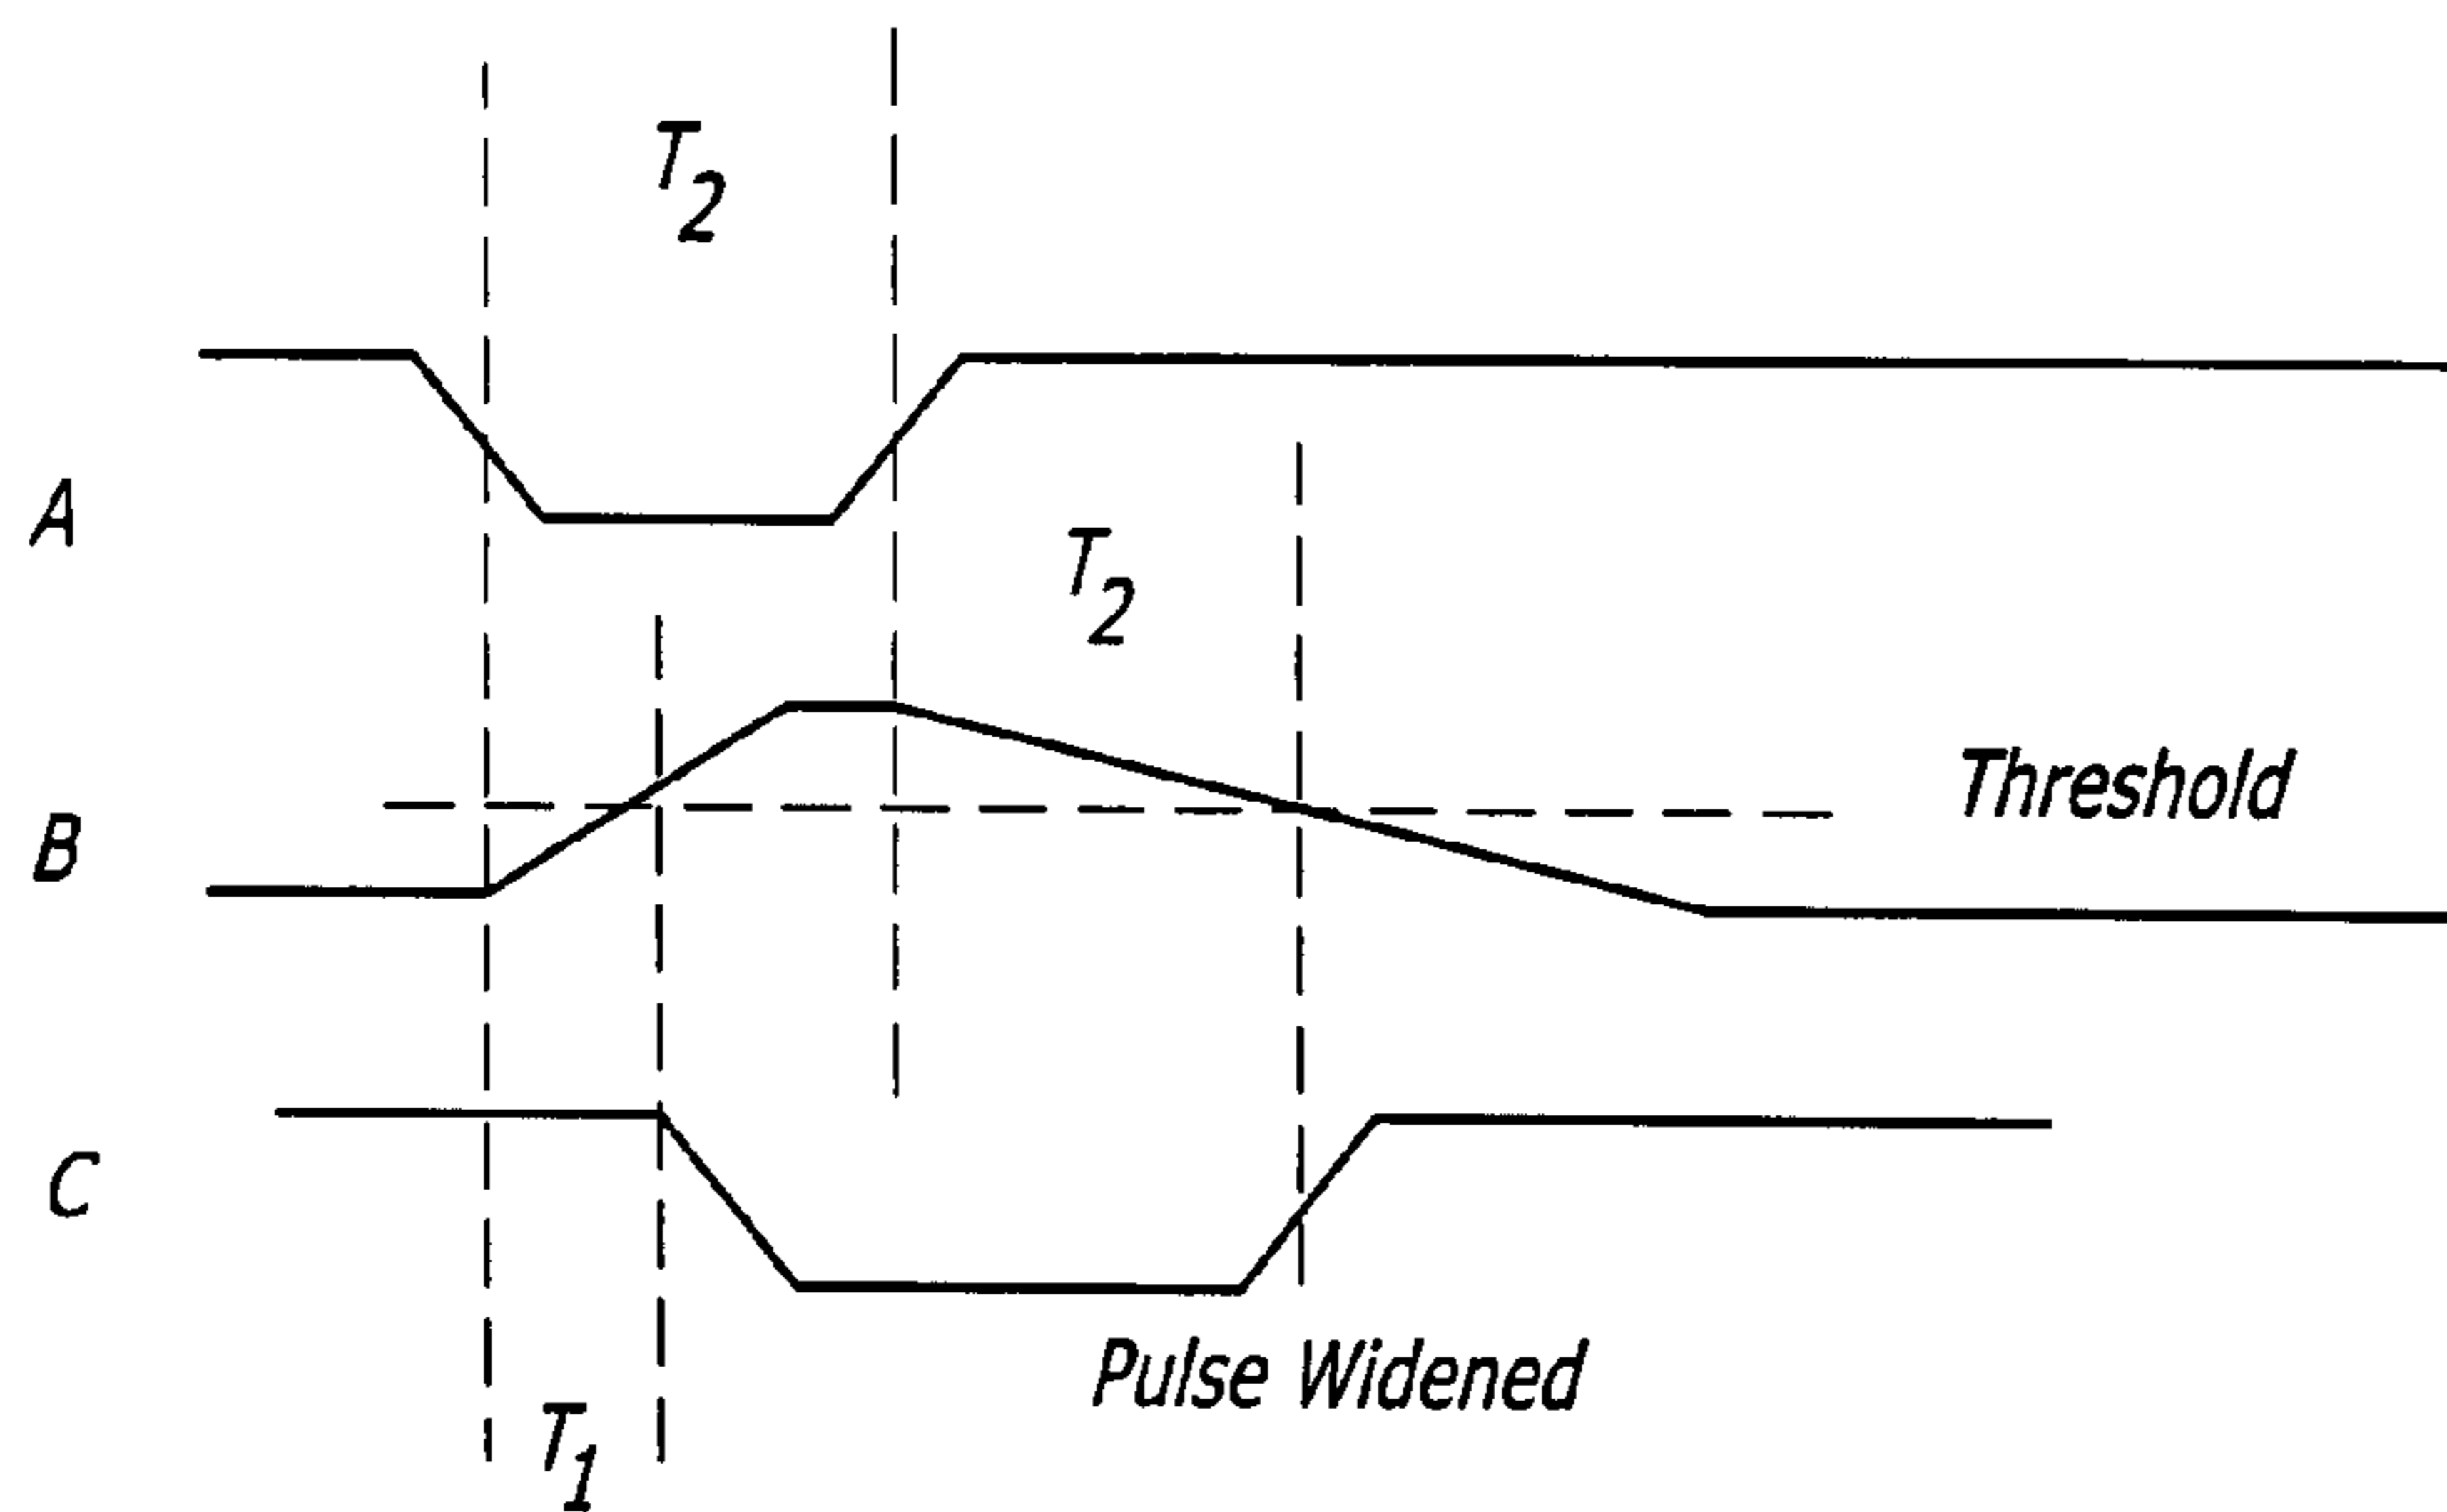 T2
A
T2
Threshold
B
C
Pulse Widened
T1